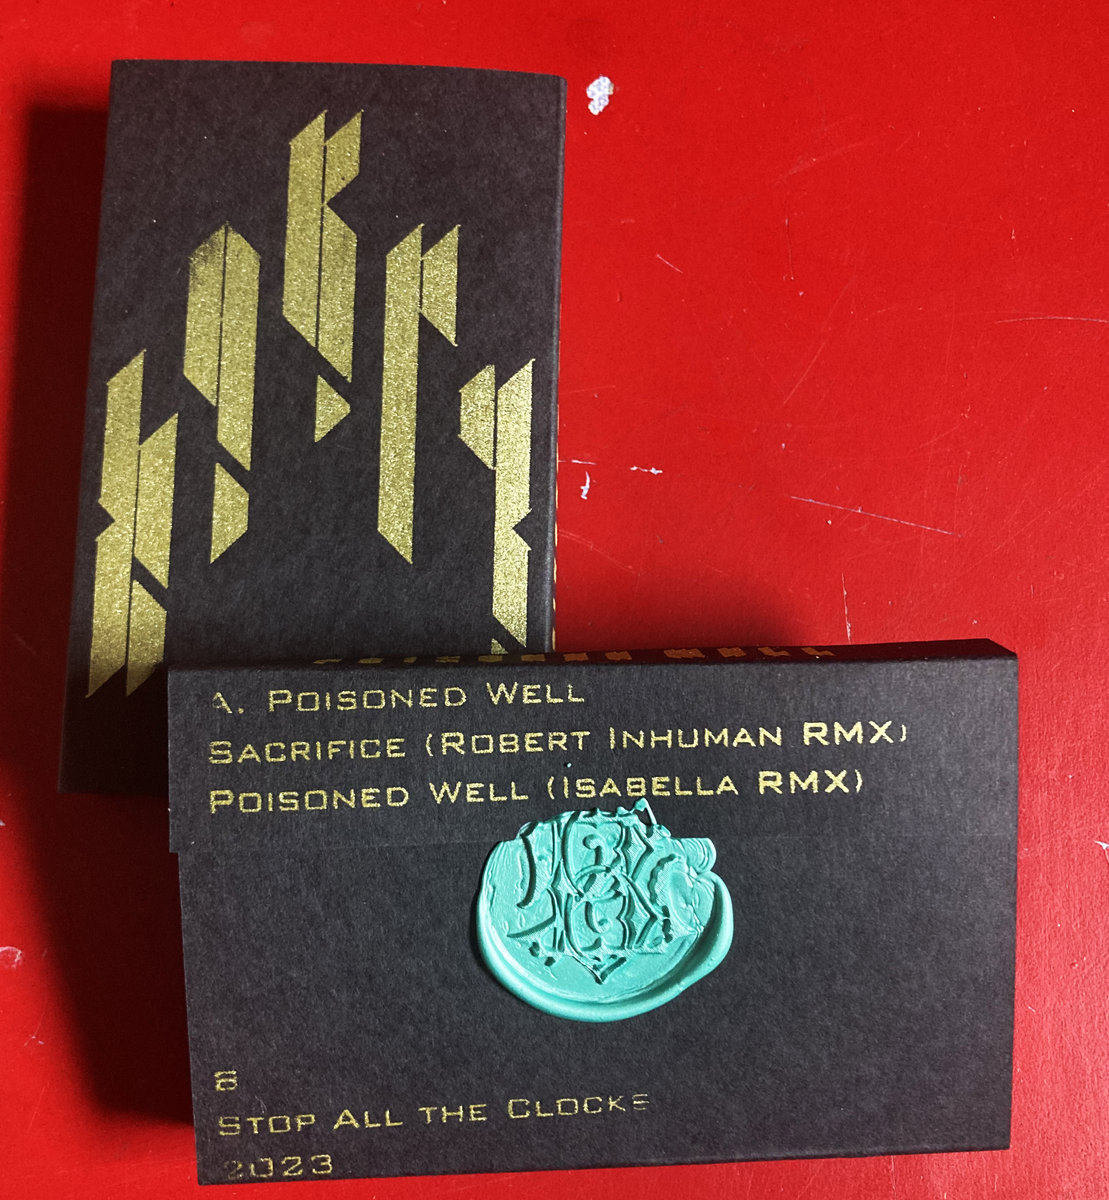 A. Poisoned Well
Sacrifice (Robert Inhuman RMX)
Poisoned Well (Isabella RMX)
B
Stop All the Clocks
2023